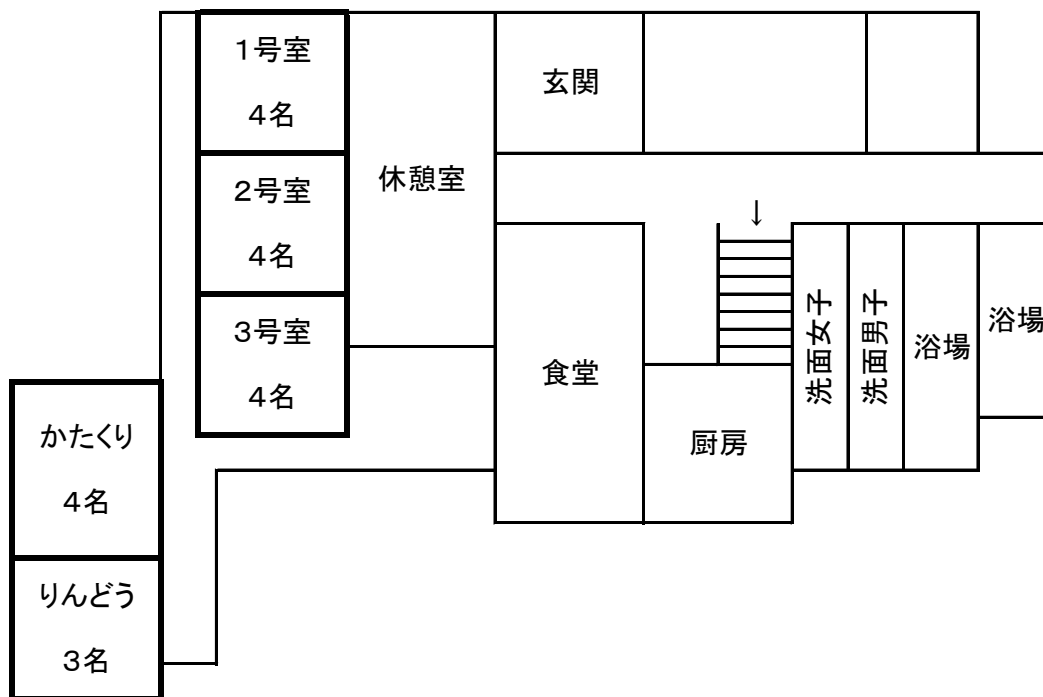 1号室
4名
玄関
2号室
4名
休憩室
↓
3号室
4名
食堂
洗面女子
洗面男子
浴場
浴場
かたくり
4名
厨房
りんどう
3名